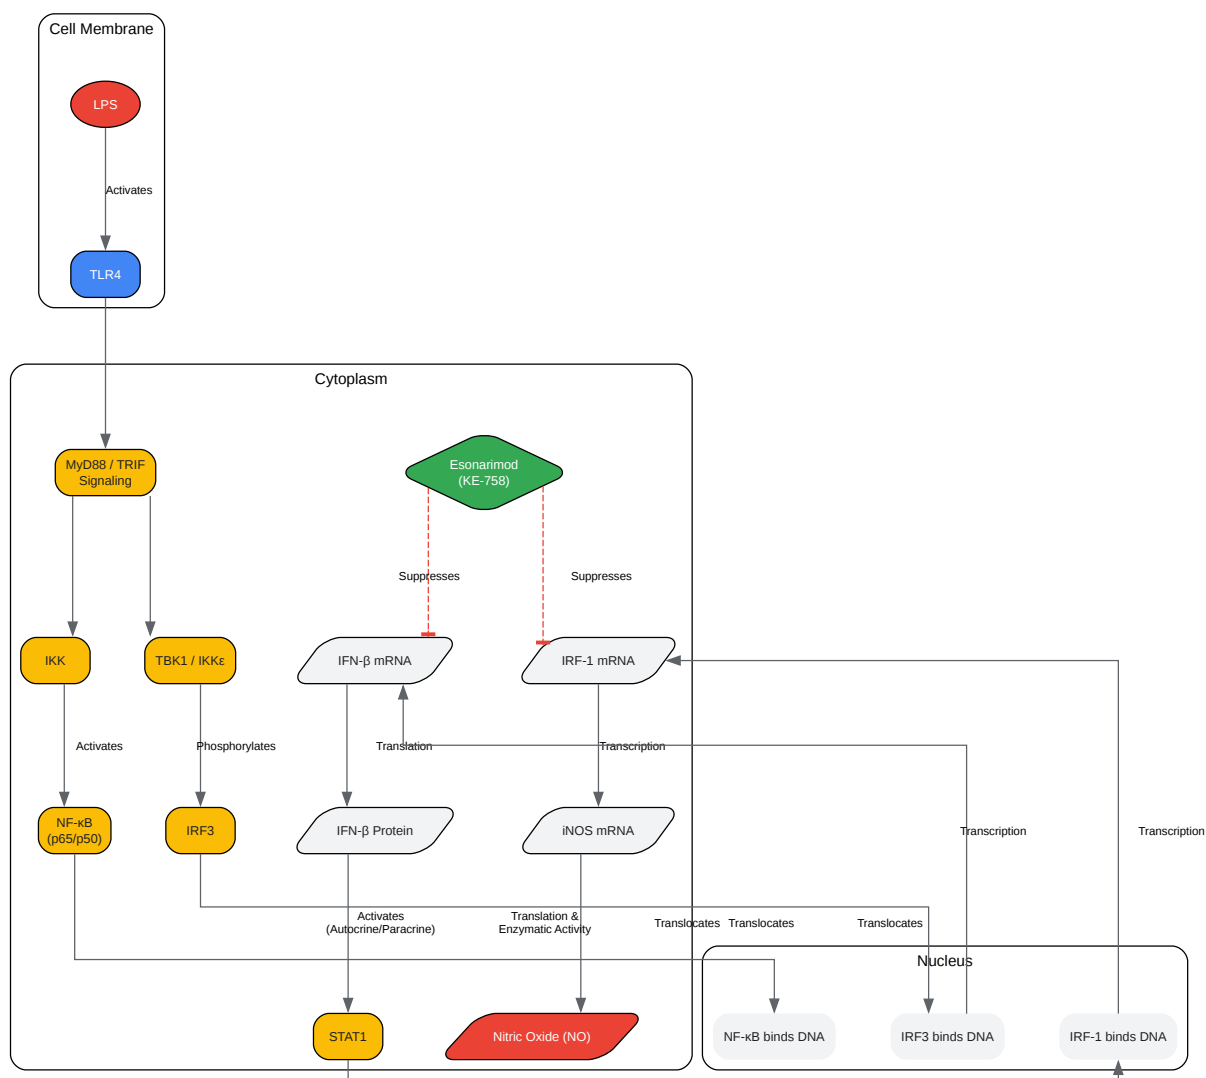 Cell Membrane
LPS
Activates
TLR4
Cytoplasm
MyD88 / TRIF
Signaling
Esonarimod
(KE-758)
Suppresses
Suppresses
IKK
TBK1 / IKKε
IFN-β mRNA
IRF-1 mRNA
Activates
Phosphorylates
Translation
Transcription
NF-κB
(p65/p50)
IRF3
IFN-β Protein
iNOS mRNA
Transcription
Transcription
Activates
(Autocrine/Paracrine)
Translation &
Enzymatic Activity
Translocates
Translocates
Translocates
Nucleus
STAT1
Nitric Oxide (NO)
NF-κB binds DNA
IRF3 binds DNA
IRF-1 binds DNA